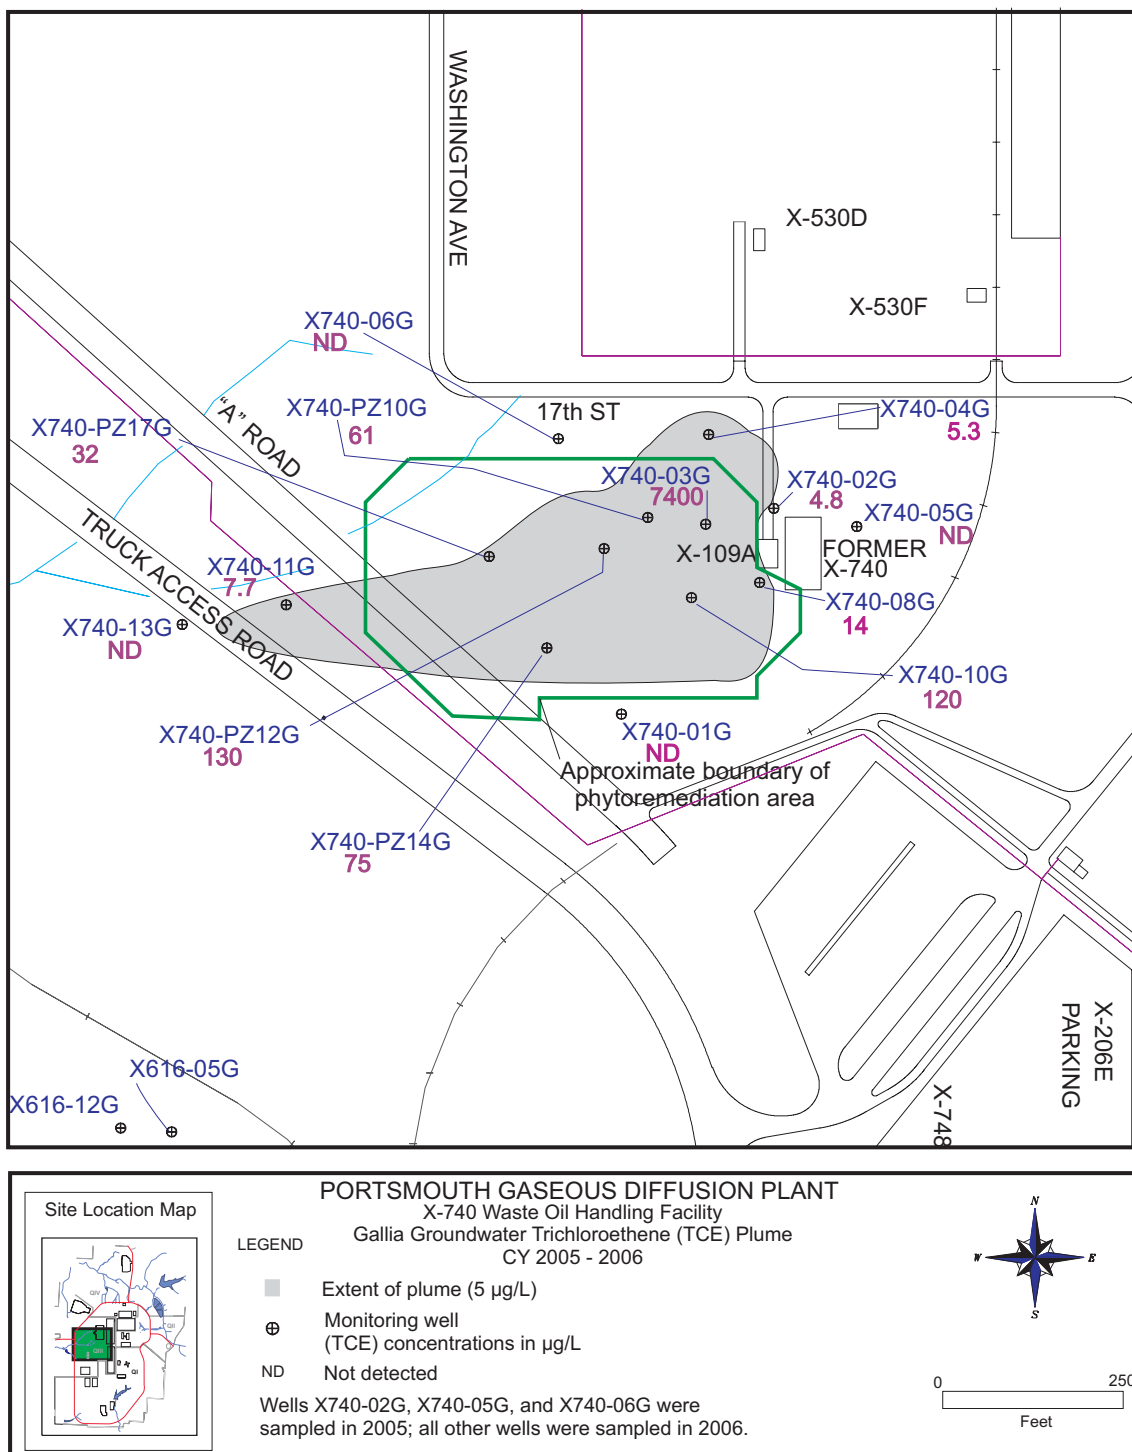 WASHINGTON AVE
X-530D
X-530F
X740-06G
ND
"A" ROAD
X740-PZ10G
61
17th ST
X740-04G
5.3
X740-PZ17G
32
X740-03G
7400
X740-02G
4.8
X740-05G
ND
TRUCK ACCESS ROAD
X-109A
FORMER
X-740
X740-11G
7.7
X740-08G
14
X740-13G
ND
X740-10G
120
X740-PZ12G
130
X740-01G
ND
Approximate boundary of
phytoremediation area
X740-PZ14G
75
X-206E
PARKING
X-748
X616-05G
X616-12G
PORTSMOUTH GASEOUS DIFFUSION PLANT
X-740 Waste Oil Handling Facility
Gallia Groundwater Trichloroethene (TCE) Plume
CY 2005 - 2006
Site Location Map
QIV
QII
QIII
QI
LEGEND
Extent of plume (5 µg/L)
Monitoring well
(TCE) concentrations in µg/L
ND Not detected
Wells X740-02G, X740-05G, and X740-06G were
sampled in 2005; all other wells were sampled in 2006.
N
W E
S
0 250
Feet